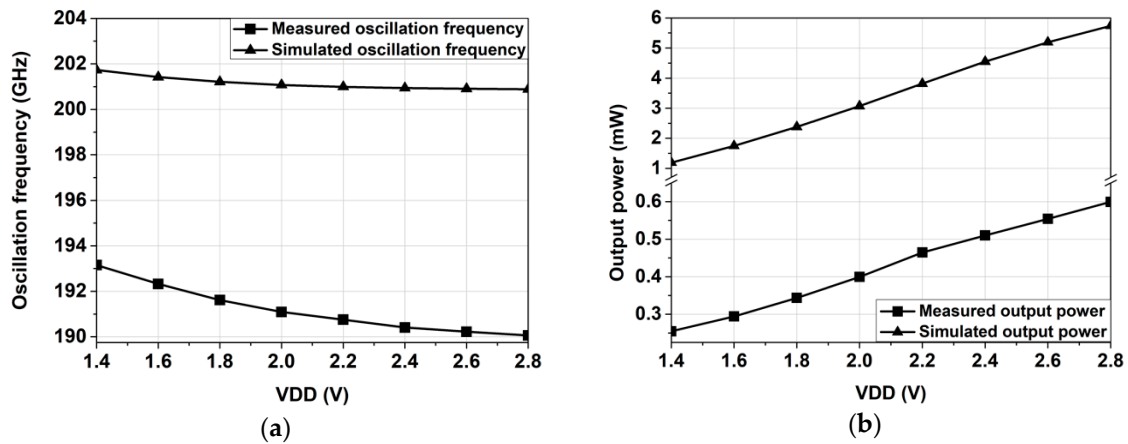 204
202
200
198
196
194
192
190
Oscillation frequency (GHz)
Measured oscillation frequency
Simulated oscillation frequency
1.4 1.6 1.8 2.0 2.2 2.4 2.6 2.8
VDD (V)
(a)
6
5
4
3
2
1
0.6
0.5
0.4
0.3
Output power (mW)
Measured output power
Simulated output power
1.4 1.6 1.8 2.0 2.2 2.4 2.6 2.8
VDD (V)
(b)